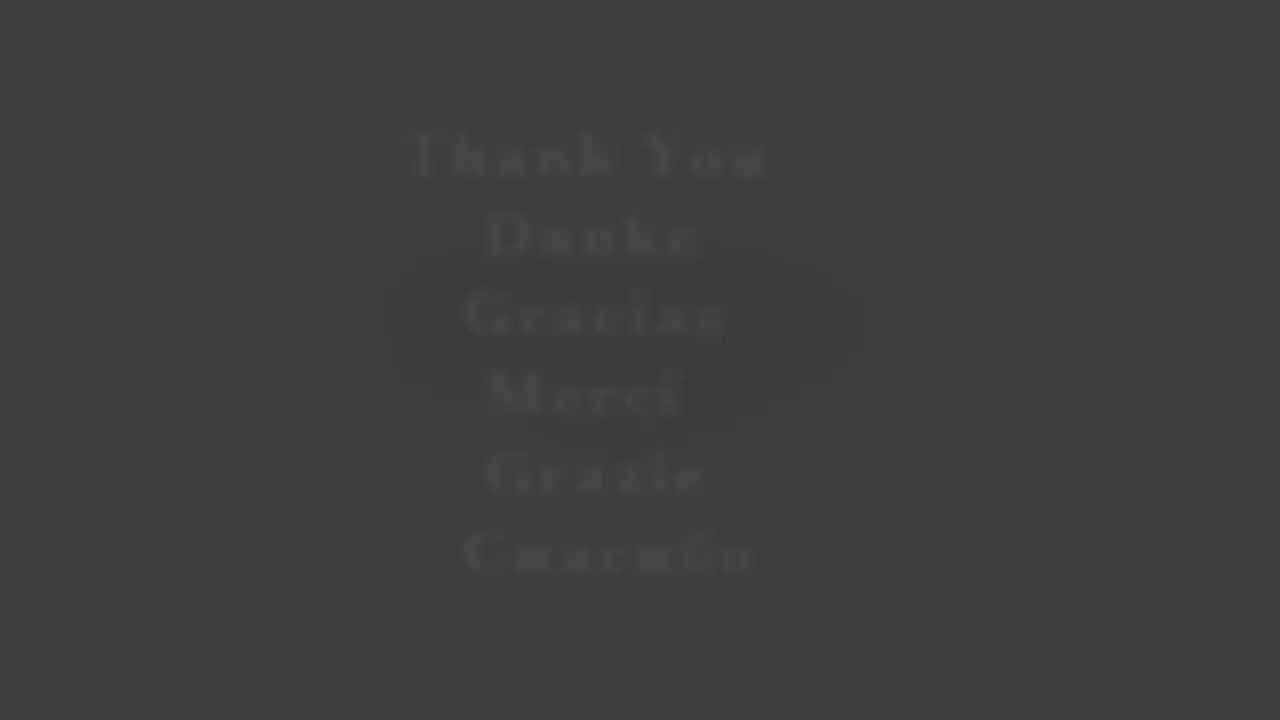 Thank You
Danke
Gracias
Merci
Grazie
Спасибо